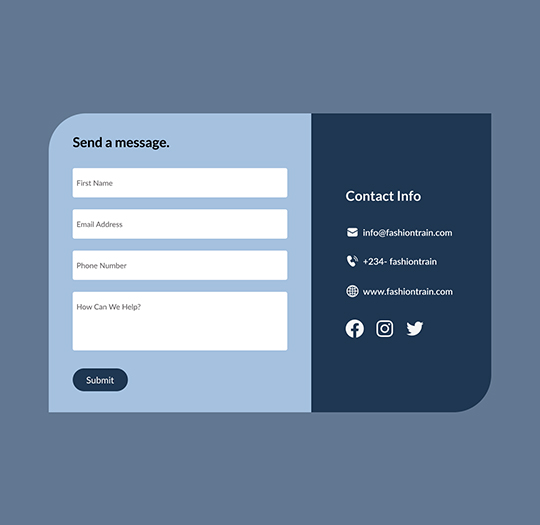 Send a message.
First Name
Email Address
Phone Number
How Can We Help?
Submit
Contact Info
info@fashiontrain.com
+234- fashiontrain
www.fashiontrain.com